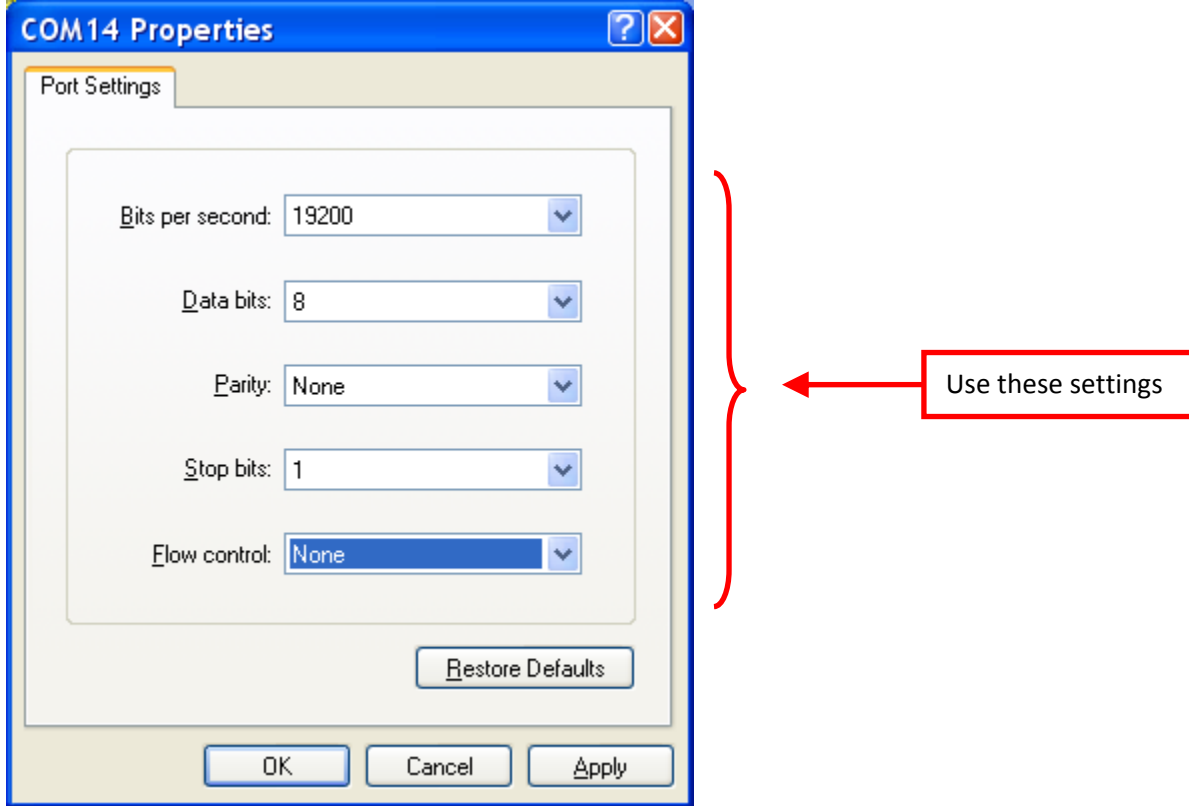 COM14 Properties
Port Settings
Bits per second: 19200
Data bits: 8
Parity: None
Stop bits: 1
Flow control: None
Use these settings
Restore Defaults
OK Cancel Apply